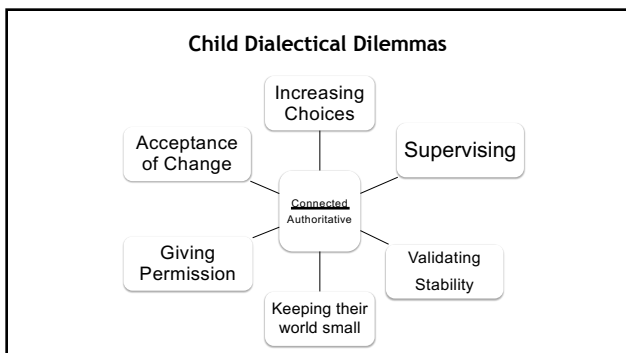 Child Dialectical Dilemmas
Increasing
Choices
Acceptance
of Change
Supervising
Connected
Authoritative
Giving
Permission
Validating
Stability
Keeping their
world small